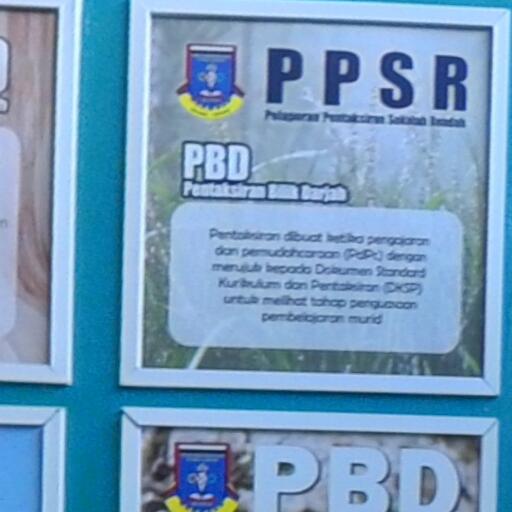 PPSR
Pelaporan Pentaksiran Sekolah Rendah
PBD
Pentaksiran Bilik Darjah
Pentaksiran dibuat ketika pengajaran
dan pemudahcaraan (PdPc) dengan
merujuk kepada Dokumen Standard
Kurikulum dan Pentaksiran (DKSP)
untuk melihat tahap penguasaan
pembelajaran murid
PBD